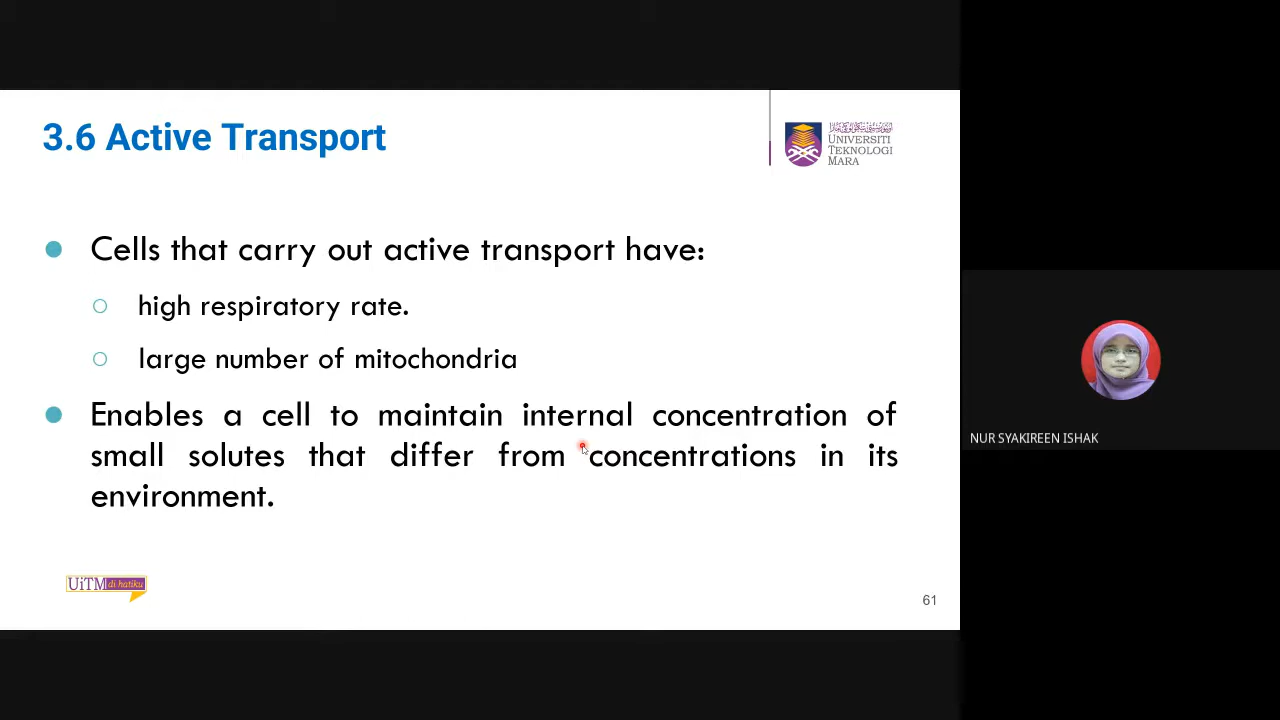 3.6 Active Transport
UNIVERSITI
TEKNOLOGI
MARA
Cells that carry out active transport have:
high respiratory rate.
large number of mitochondria
Enables a cell to maintain internal concentration of
small solutes that differ from concentrations in its
environment.
NUR SYAKIREEN ISHAK
UiTM di hatiku
61